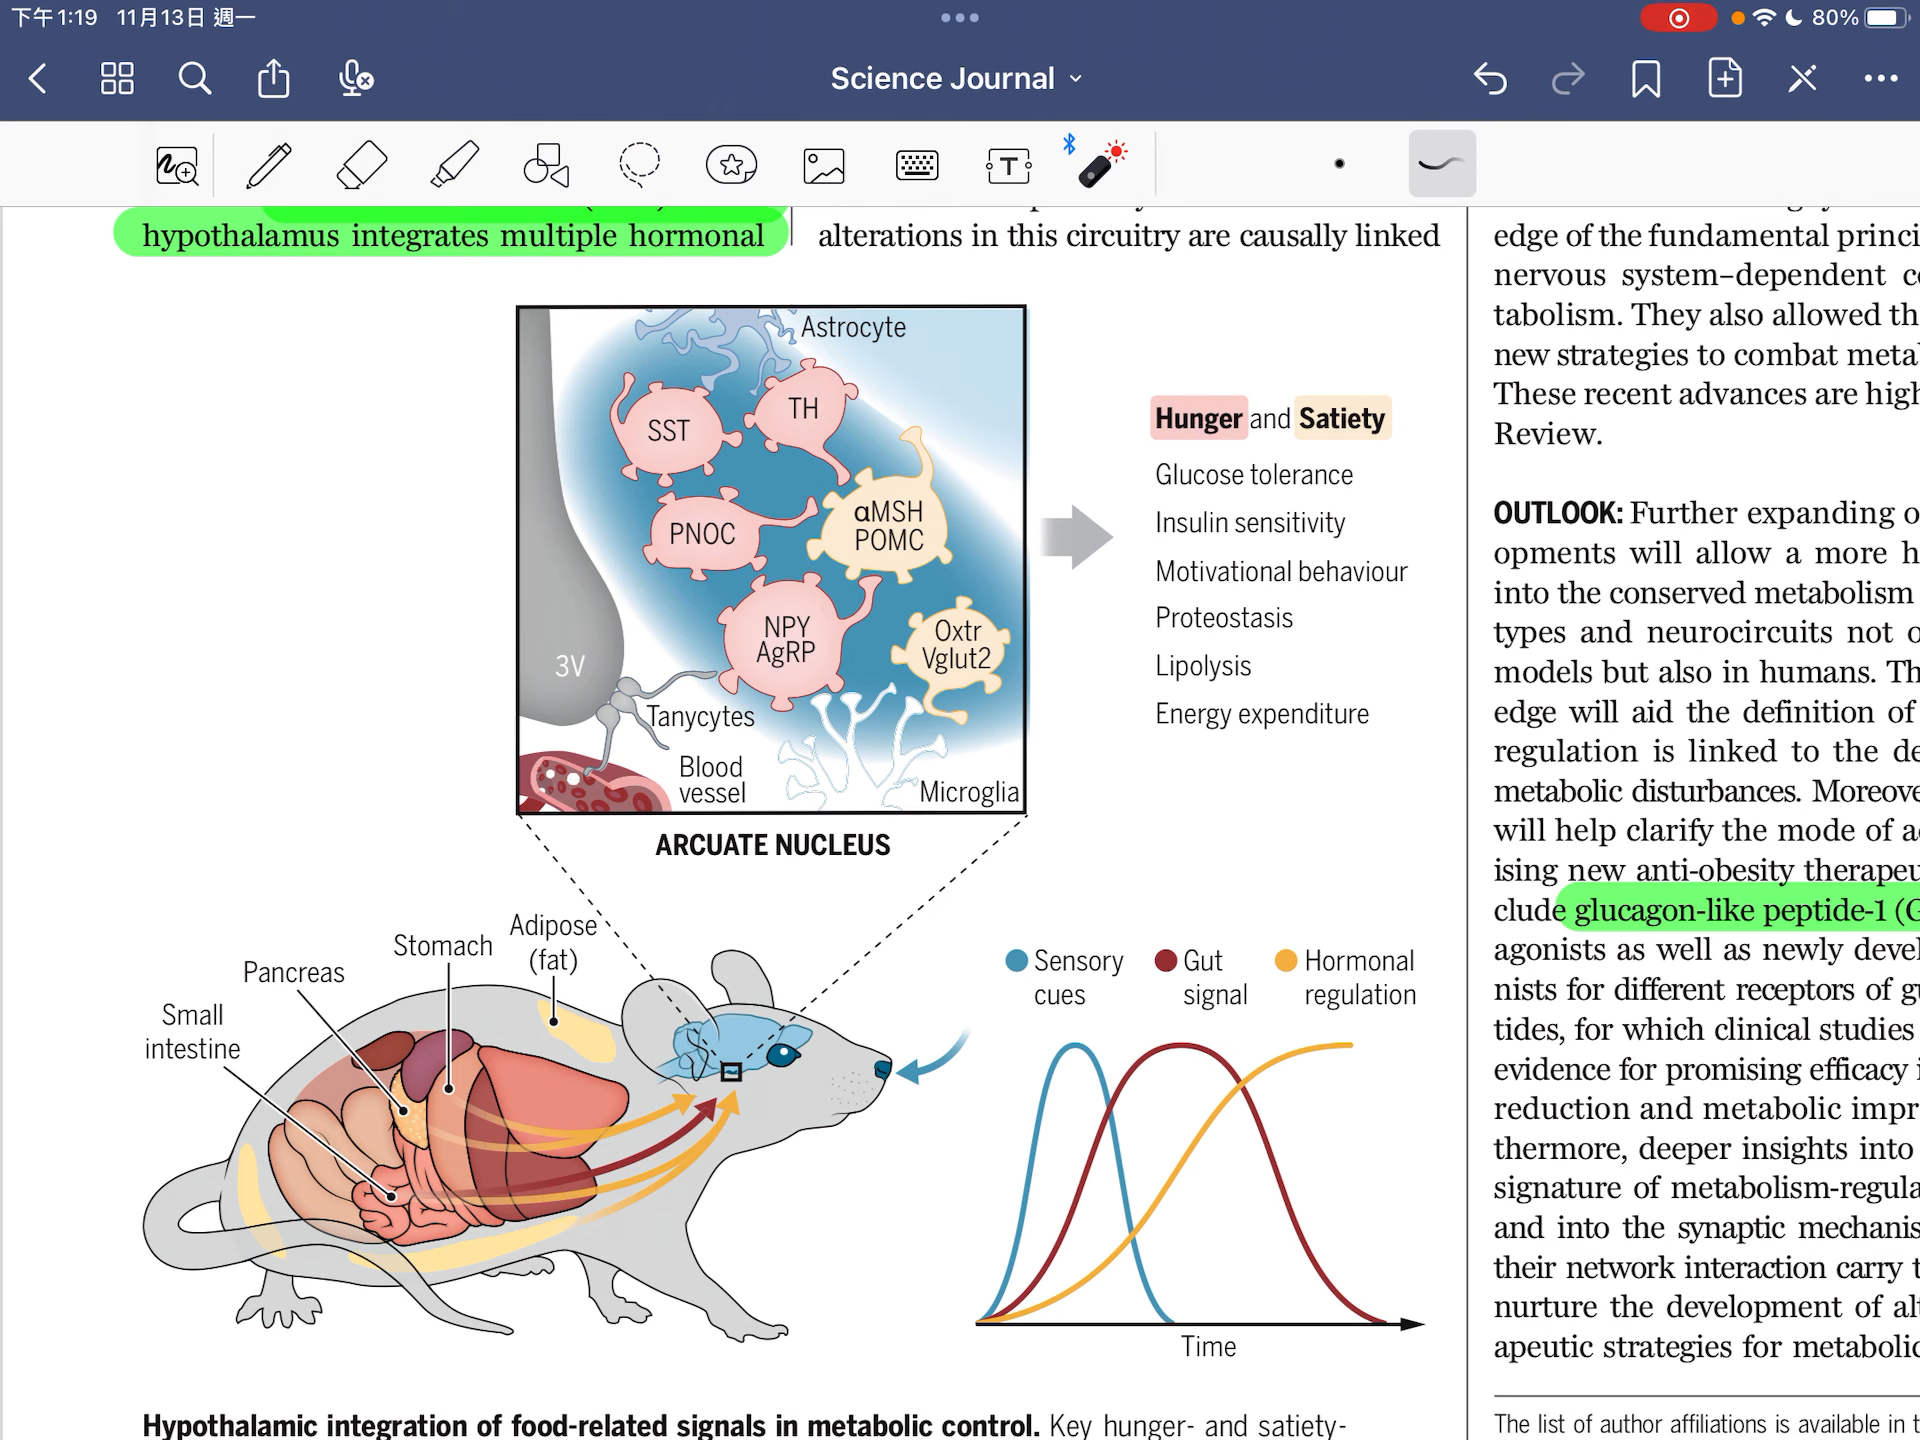 下午1:19 11月13日 週一
80%
Science Journal
hypothalamus integrates multiple hormonal
alterations in this circuitry are causally linked
Astrocyte
SST
TH
PNOC
αMSH
POMC
NPY
AgRP
Oxtr
Vglut2
3V
Tanycytes
Blood
vessel
Microglia
ARCUATE NUCLEUS
Hunger and Satiety
Glucose tolerance
Insulin sensitivity
Motivational behaviour
Proteostasis
Lipolysis
Energy expenditure
Adipose
(fat)
Stomach
Pancreas
Small
intestine
Sensory
cues
Gut
signal
Hormonal
regulation
Time
Hypothalamic integration of food-related signals in metabolic control. Key hunger- and satiety-
edge of the fundamental princi
nervous system–dependent c
tabolism. They also allowed th
new strategies to combat meta
These recent advances are high
Review.
OUTLOOK: Further expanding o
opments will allow a more h
into the conserved metabolism
types and neurocircuits not o
models but also in humans. Th
edge will aid the definition of
regulation is linked to the de
metabolic disturbances. Moreove
will help clarify the mode of a
ising new anti-obesity therapeu
clude glucagon-like peptide-1 (G
agonists as well as newly devel
nists for different receptors of gu
tides, for which clinical studies
evidence for promising efficacy i
reduction and metabolic impr
thermore, deeper insights into
signature of metabolism-regula
and into the synaptic mechanis
their network interaction carry t
nurture the development of alt
apeutic strategies for metabolic
The list of author affiliations is available in t